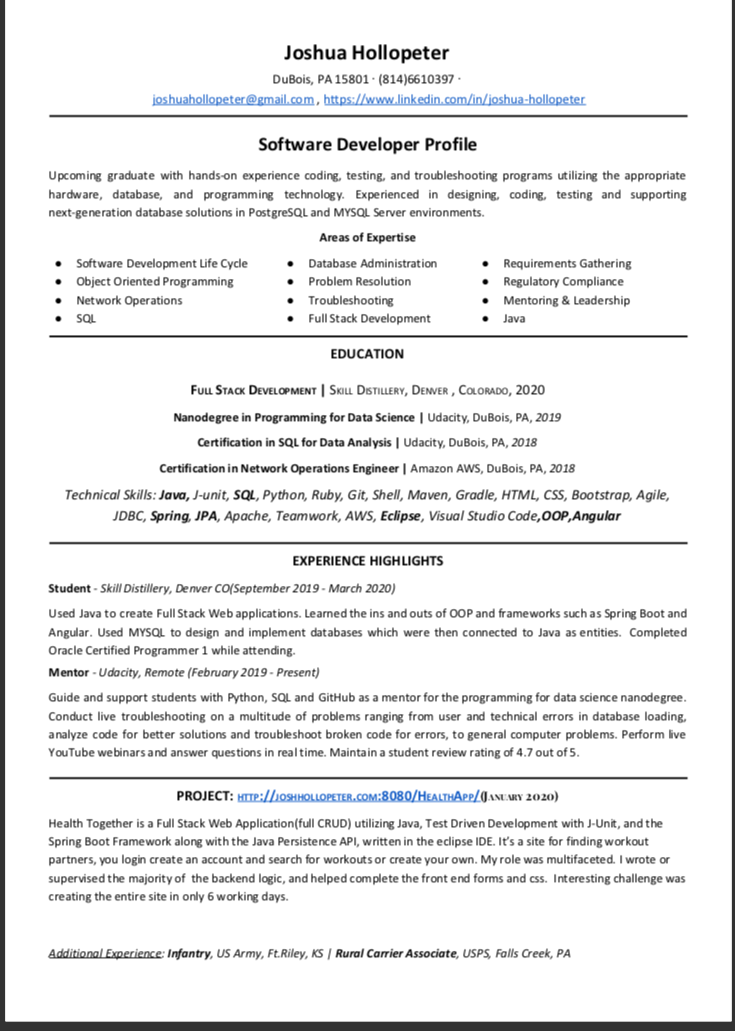 Joshua Hollopeter
DuBois, PA 15801 · (814)6610397 ·
joshuahollopeter@gmail.com , https://www.linkedin.com/in/joshua-hollopeter
Software Developer Profile
Upcoming graduate with hands-on experience coding, testing, and troubleshooting programs utilizing the appropriate
hardware, database, and programming technology. Experienced in designing, coding, testing and supporting
next-generation database solutions in PostgreSQL and MYSQL Server environments.
Areas of Expertise
● Software Development Life Cycle ● Database Administration ● Requirements Gathering
● Object Oriented Programming ● Problem Resolution ● Regulatory Compliance
● Network Operations ● Troubleshooting ● Mentoring & Leadership
● SQL ● Full Stack Development ● Java
EDUCATION
Full Stack Development | Skill Distillery, Denver , Colorado, 2020
Nanodegree in Programming for Data Science | Udacity, DuBois, PA, 2019
Certification in SQL for Data Analysis | Udacity, DuBois, PA, 2018
Certification in Network Operations Engineer | Amazon AWS, DuBois, PA, 2018
Technical Skills: Java, J-unit, SQL, Python, Ruby, Git, Shell, Maven, Gradle, HTML, CSS, Bootstrap, Agile,
JDBC, Spring, JPA, Apache, Teamwork, AWS, Eclipse, Visual Studio Code,OOP,Angular
EXPERIENCE HIGHLIGHTS
Student - Skill Distillery, Denver CO(September 2019 - March 2020)
Used Java to create Full Stack Web applications. Learned the ins and outs of OOP and frameworks such as Spring Boot and
Angular. Used MYSQL to design and implement databases which were then connected to Java as entities. Completed
Oracle Certified Programmer 1 while attending.
Mentor - Udacity, Remote (February 2019 - Present)
Guide and support students with Python, SQL and GitHub as a mentor for the programming for data science nanodegree.
Conduct live troubleshooting on a multitude of problems ranging from user and technical errors in database loading,
analyze code for better solutions and troubleshoot broken code for errors, to general computer problems. Perform live
YouTube webinars and answer questions in real time. Maintain a student review rating of 4.7 out of 5.
PROJECT: http://joshhollopeter.com:8080/HealthApp/(January 2020)
Health Together is a Full Stack Web Application(full CRUD) utilizing Java, Test Driven Development with J-Unit, and the
Spring Boot Framework along with the Java Persistence API, written in the eclipse IDE. It's a site for finding workout
partners, you login create an account and search for workouts or create your own. My role was multifaceted. I wrote or
supervised the majority of the backend logic, and helped complete the front end forms and css. Interesting challenge was
creating the entire site in only 6 working days.
Additional Experience: Infantry, US Army, Ft.Riley, KS | Rural Carrier Associate, USPS, Falls Creek, PA